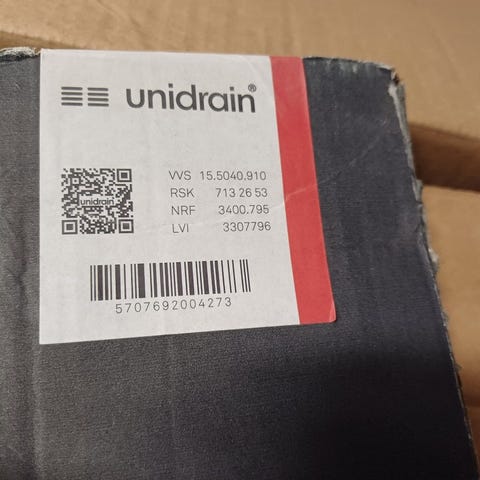 unidrain®
unidrain
VVS 15.5040.910
RSK 713 26 53
NRF 3400.795
LVI 3307796
5707692004273